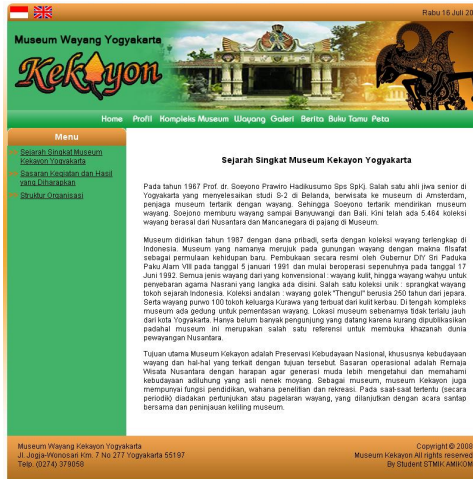 Rabu 16 Juli 20
Museum Wayang Yogyakarta
Kekayon
Home Profil Kompleks Museum Wayang Galeri Berita Buku Tamu Peta
Menu
Sejarah Singkat Museum
Kekayon Yogyakarta
Sasaran Kegiatan dan Hasil
yang Diharapkan
Struktur Organisasi
Sejarah Singkat Museum Kekayon Yogyakarta
Pada tahun 1967 Prof. dr. Soeyono Prawiro Hadikusumo Sps SpKj. Salah satu ahli jiwa senior di
Yogyakarta yang menyelesaikan studi S-2 di Belanda, berwisata ke museum di Amsterdam,
penjaga museum tertarik dengan wayang. Sehingga Soeyono tertarik mendirikan museum
wayang. Soejono memburu wayang sampai Banyuwangi dan Bali. Kini telah ada 5.464 koleksi
wayang berasal dari Nusantara dan Mancanegara di pajang di Museum.
Museum didirikan tahun 1987 dengan dana pribadi, serta dengan koleksi wayang terlengkap di
Indonesia. Museum yang namanya merujuk pada gunungan wayang dengan makna filsafat
sebagai permulaan kehidupan baru. Pembukaan secara resmi oleh Gubernur DIY Sri Paduka
Paku Alam VIII pada tanggal 5 januari 1991 dan mulai beroperasi sepenuhnya pada tanggal 17
Juni 1992. Semua jenis wayang dari yang konvensional : wayang kulit, hingga wayang wahyu untuk
penyebaran agama Nasrani yang langka ada disini. Salah satu koleksi unik : sprangkat wayang
tokoh sejarah Indonesia. Koleksi andalan : wayang golek "Thengul" berusia 250 tahun dari jepara.
Serta wayang purwo 100 tokoh keluarga Kurawa yang terbuat dari kulit kerbau. Di tengah kompleks
museum ada gedung untuk pementasan wayang. Lokasi museum sebenarnya tidak terlalu jauh
dari kota Yogyakarta. Hanya belum banyak pengunjung yang datang karena kurang dipublikasikan
padahal museum ini merupakan salah satu referensi untuk membuka khazanah dunia
pewayangan Nusantara.
Tujuan utama Museum Kekayon adalah Preservasi Kebudayaan Nasional, khususnya kebudayaan
wayang dan hal-hal yang terkait dengan tujuan tersebut. Sasaran operasional adalah Remaja
Wisata Nusantara dengan harapan agar generasi muda lebih mengetahui dan memahami
kebudayaan adiluhung yang asli nenek moyang. Sebagai museum, museum Kekayon juga
mempunyai fungsi pendidikan, wahana penelitian dan rekreasi. Pada saat-saat tertentu (secara
periodik) diadakan pertunjukan atau pagelaran wayang, yang dilanjutkan dengan acara santap
bersama dan peninjauan keliling museum.
Museum Wayang Kekayon Yogyakarta
Jl. Jogja-Wonosari Km. 7 No 277 Yogyakarta 55197
Telp. (0274) 379058
Copyright © 2008
Museum Kekayon All rights reserved
By Student STMIK AMIKOM